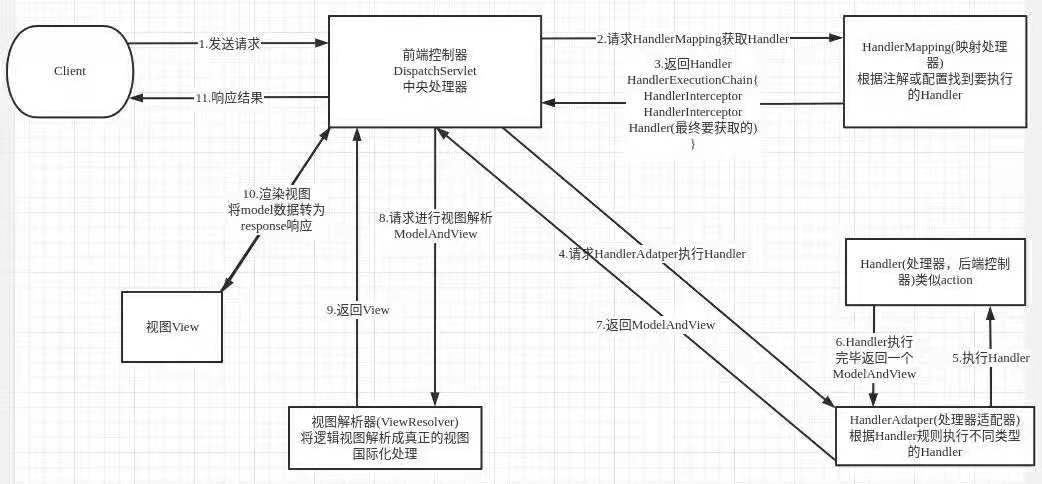 Client
1.发送请求
11.响应结果
前端控制器
DispatchServlet
中央处理器
2.请求HandlerMapping获取Handler
3.返回Handler
HandlerExecutionChain{
HandlerInterceptor
HandlerInterceptor
Handler(最终要获取的)
}
HandlerMapping(映射处理
器)
根据注解或配置找到要执行
的Handler
10.渲染视图
将model数据转为
response响应
8.请求进行视图解析
ModelAndView
4.请求HandlerAdatper执行Handler
Handler(处理器，后端控制
器)类似action
9.返回View
7.返回ModelAndView
视图View
6.Handler执行
完毕返回一个
ModelAndView
5.执行Handler
视图解析器(ViewResolver)
将逻辑视图解析成真正的视图
国际化处理
HandlerAdatper(处理器适配器)
根据Handler规则执行不同类型
的Handler